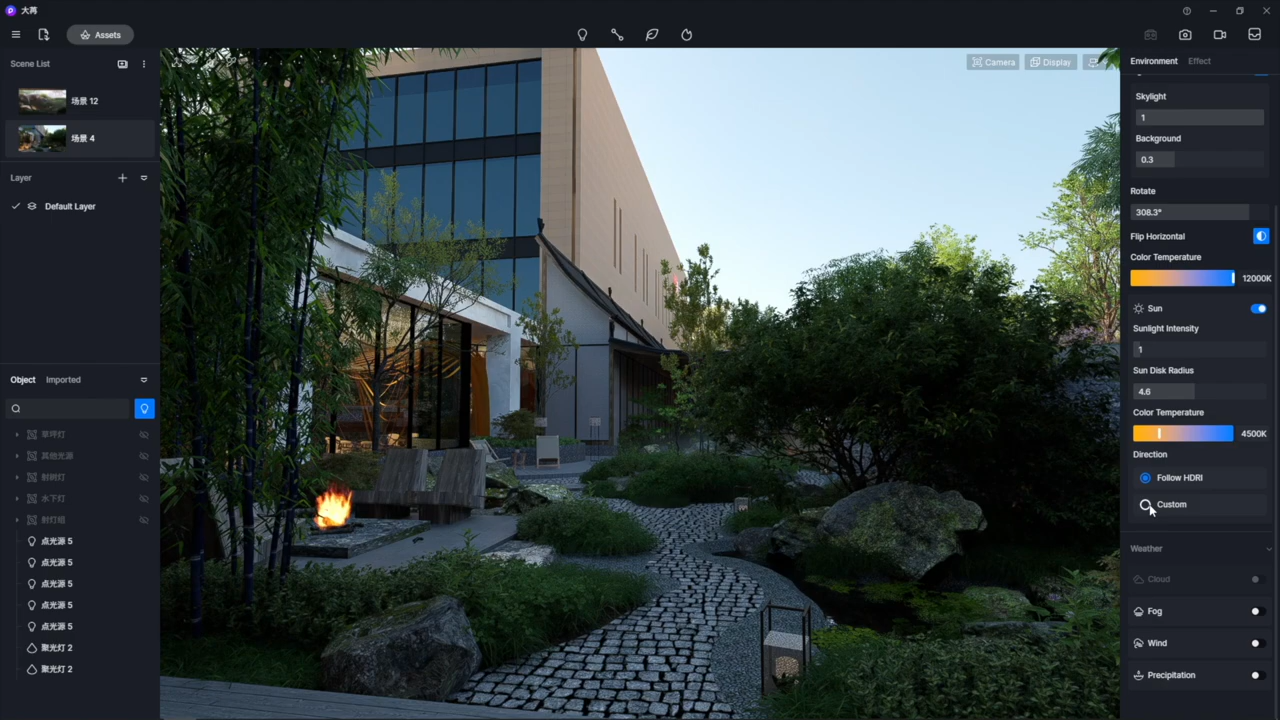 大苒
Assets
Scene List
场景 12
场景 4
Layer
Default Layer
Object
Imported
草坪灯
其他光源
射树灯
水下灯
射灯组
点光源 5
点光源 5
点光源 5
点光源 5
点光源 5
聚光灯 2
聚光灯 2
Camera
Display
Environment
Effect
Skylight
1
Background
0.3
Rotate
308.3°
Flip Horizontal
Color Temperature
12000K
Sun
Sunlight Intensity
1
Sun Disk Radius
4.6
Color Temperature
4500K
Direction
Follow HDRI
Custom
Weather
Cloud
Fog
Wind
Precipitation